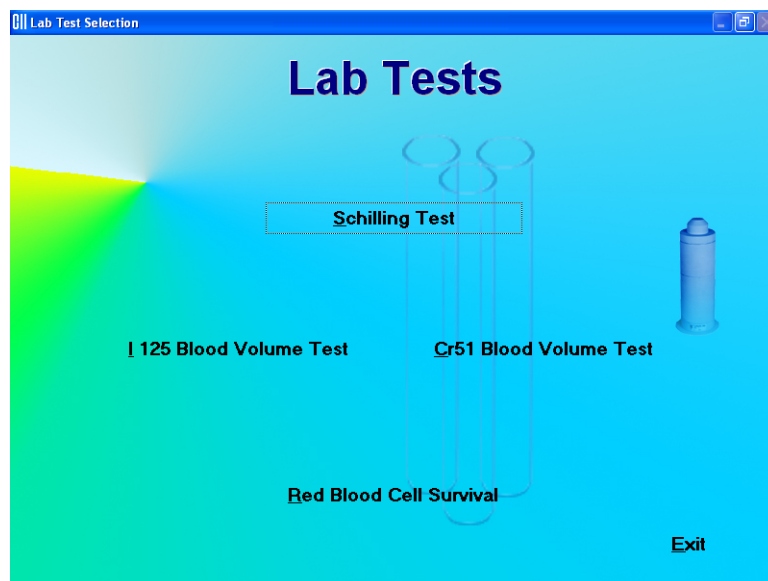 Lab Test Selection
Lab Tests
Schilling Test
I 125 Blood Volume Test
Cr51 Blood Volume Test
Red Blood Cell Survival
Exit